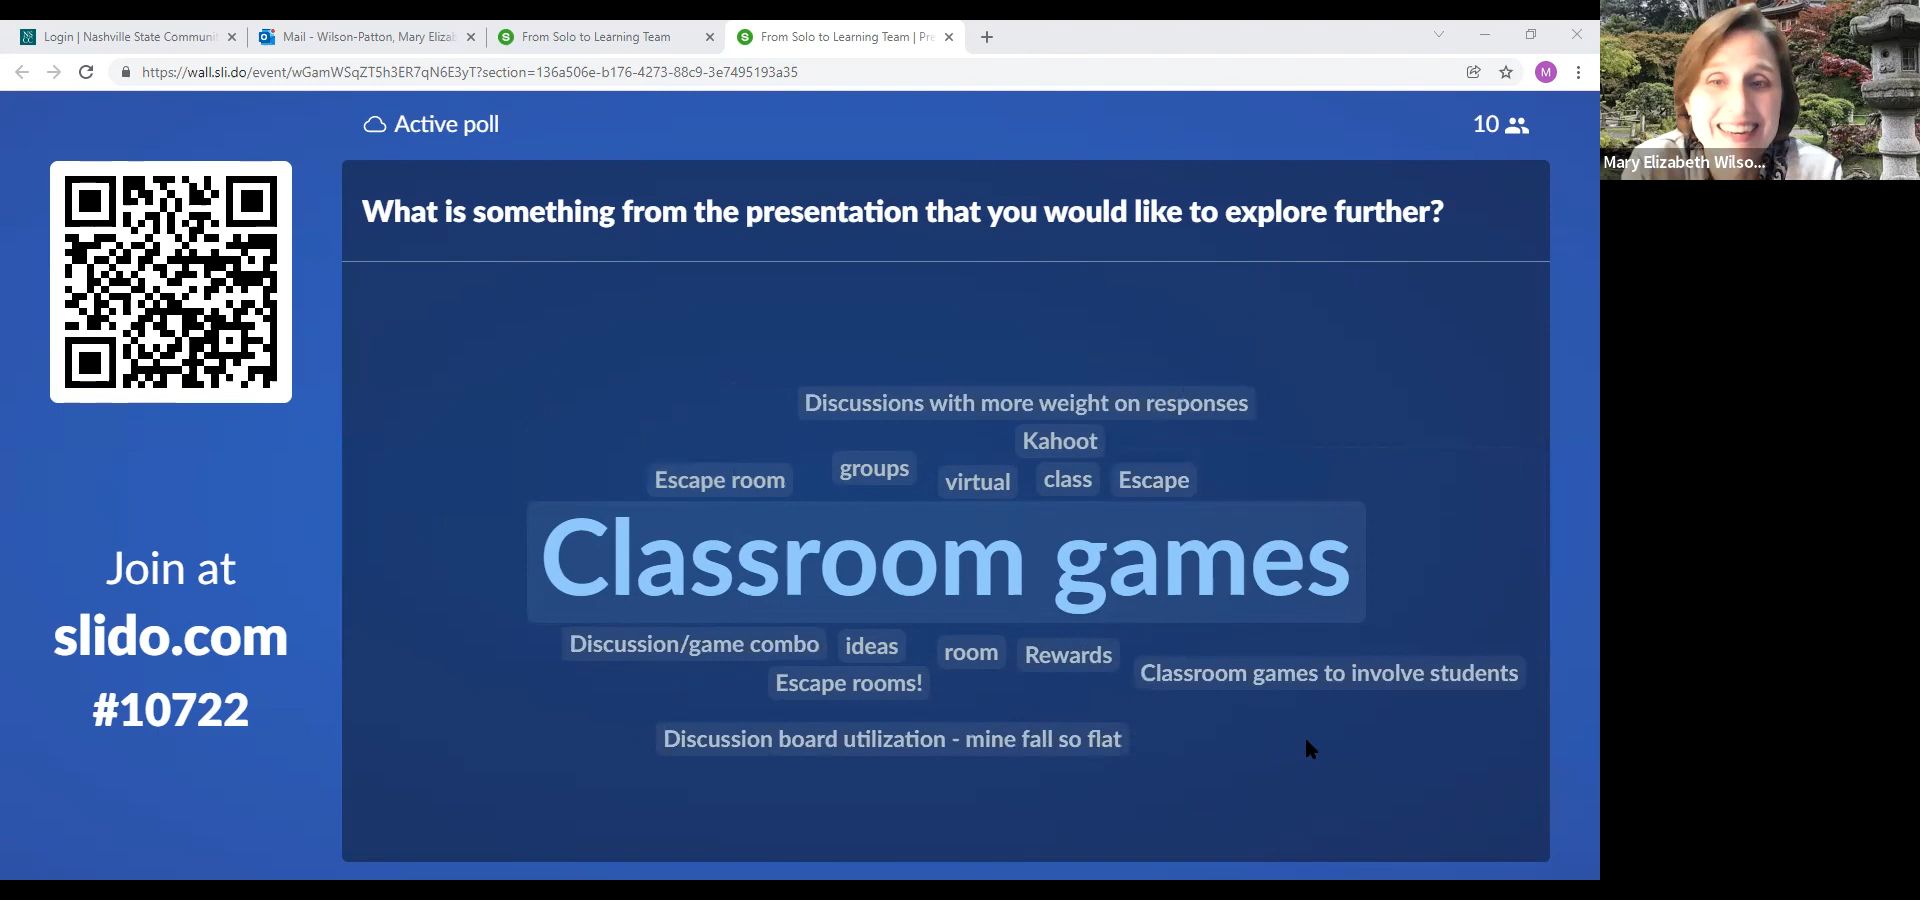 Login | Nashville State Communi
Mail - Wilson-Patton, Mary Elizab
From Solo to Learning Team
From Solo to Learning Team | Pre
https://wall.sli.do/event/wGamWSqZT5h3ER7qN6E3yT?section=136a506e-b176-4273-88c9-3e7495193a35
M
Mary Elizabeth Wilso...
Active poll
10
What is something from the presentation that you would like to explore further?
Discussions with more weight on responses
Kahoot
Escape room groups virtual class Escape
Classroom games
Discussion/game combo ideas room Rewards
Classroom games to involve students
Escape rooms!
Discussion board utilization - mine fall so flat
Join at
slido.com
#10722